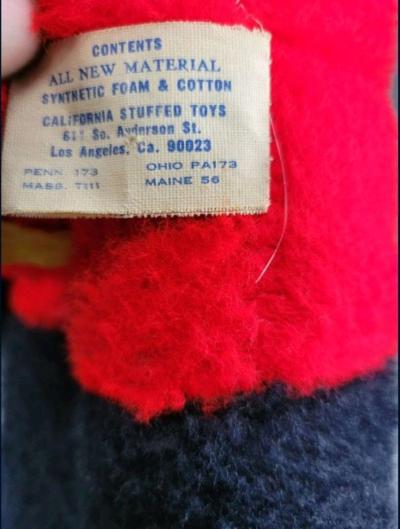 CONTENTS
ALL NEW MATERIAL
SYNTHETIC FOAM & COTTON
CALIFORNIA STUFFED TOYS
611 So. Anderson St.
Los Angeles, Ca. 90023
PENN. 173 OHIO PA173
MASS. T111 MAINE 56